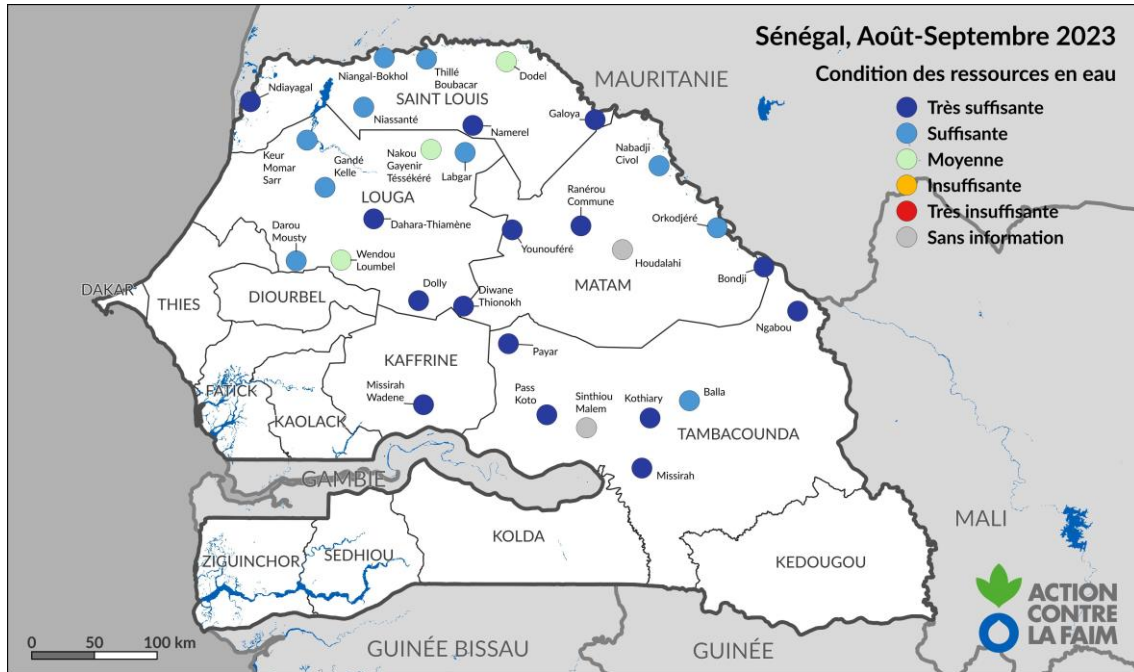 Sénégal, Août-Septembre 2023
Condition des ressources en eau
Très suffisante
Suffisante
Moyenne
Insuffisante
Très insuffisante
Sans information
MAURITANIE
Niangal-Bokhol
Thillé
Boubacar
Dodel
Ndiayagal
SAINT LOUIS
Niassanté
Namerel
Galoya
Keur
Momar
Sarr
Gandé
Kelle
Nakou
Gayenir
Téssékéré
Labgar
Nabadji
Civol
LOUGA
Ranérou
Commune
Dahara-Thiamène
Younouféré
Orkodjéré
Darou
Mousty
Wendou
Loumbel
Houdalahi
Bondji
DAKAR
THIES
DIOURBEL
Dolly
Diwane
Thionokh
MATAM
Ngabou
Payar
KAFFRINE
FATICK
Missirah
Wadene
Pass
Koto
Sinthiou
Malem
Kothiary
Balla
KAOLACK
TAMBACOUNDA
Missirah
GAMBIE
MALI
ZIGUINCHOR
SEDHIOU
KOLDA
KEDOUGOU
GUINÉE BISSAU
GUINÉE
0 50 100 km
ACTION
CONTRE
LA FAIM